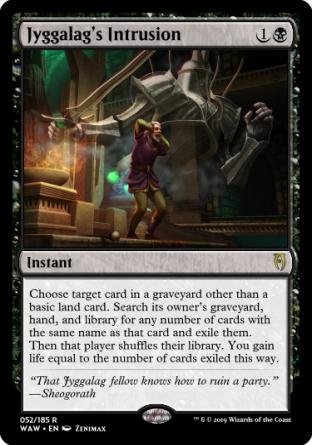 Jyggalag's Intrusion 1
Instant
Choose target card in a graveyard other than a
basic land card. Search its owner's graveyard,
hand, and library for any number of cards with
the same name as that card and exile them.
Then that player shuffles their library. You gain
life equal to the number of cards exiled this way.
"That Jyggalag fellow knows how to ruin a party."
—Sheogorath
052/185 R
WAW • EN ZENIMAX
™ & © 2019 Wizards of the Coast